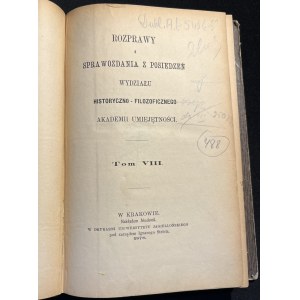 ROZPRAWY
I
SPRAWOZDANIA Z POSIEDZEŃ
WYDZIAŁU
HISTORYCZNO-FILOZOFICZNEGO
AKADEMII UMIEJĘTNOŚCI.
Tom VIII.
W KRAKOWIE.
Nakładem Akademii.
W DRUKARNI UNIWERSYTETU JAGIELLOŃSKIEGO
pod zarządem Ignacego Stelcla.
488